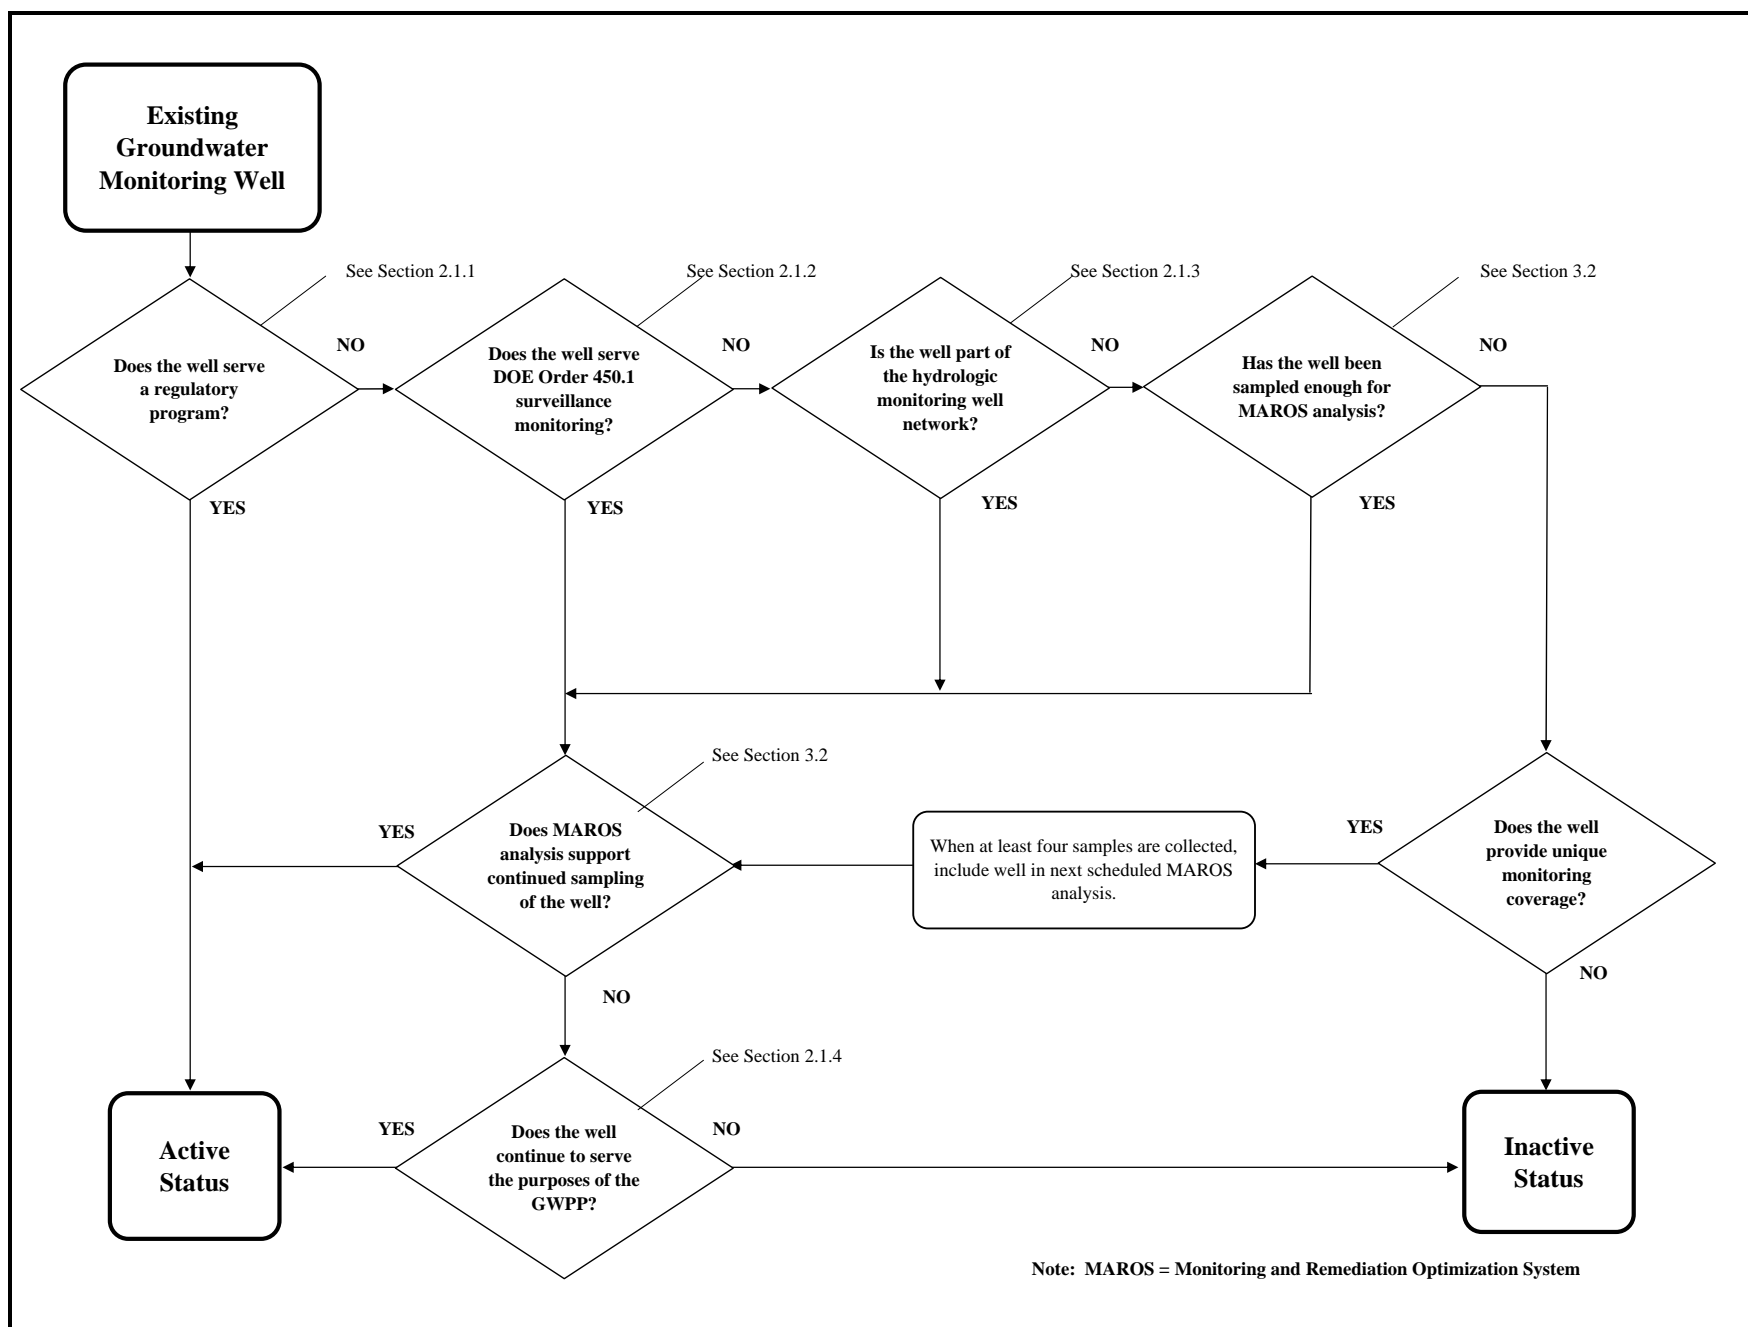 Existing
Groundwater
Monitoring Well
See Section 2.1.1
See Section 2.1.2
See Section 2.1.3
See Section 3.2
Does the well serve
a regulatory
program?
NO
YES
Does the well serve
DOE Order 450.1
surveillance
monitoring?
NO
YES
Is the well part of
the hydrologic
monitoring well
network?
NO
YES
Has the well been
sampled enough for
MAROS analysis?
NO
YES
See Section 3.2
YES
Does MAROS
analysis support
continued sampling
of the well?
NO
When at least four samples are collected,
include well in next scheduled MAROS
analysis.
YES
Does the well
provide unique
monitoring
coverage?
NO
See Section 2.1.4
Active
Status
YES
Does the well
continue to serve
the purposes of the
GWPP?
NO
Inactive
Status
Note:  MAROS = Monitoring and Remediation Optimization System